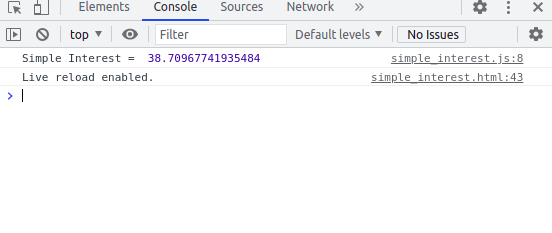 Elements Console Sources Network »
top Filter Default levels No Issues
Simple Interest = 38.70967741935484 simple_interest.js:8
Live reload enabled. simple_interest.html:43
>